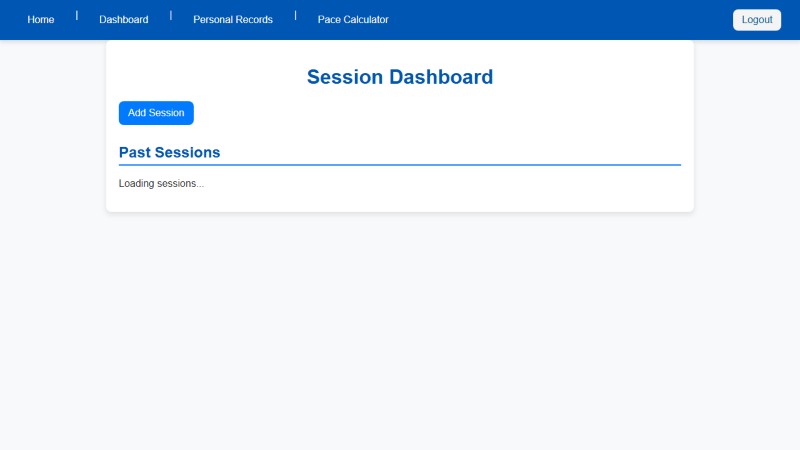 Home | Dashboard | Personal Records | Pace Calculator Logout
Session Dashboard
Add Session
Past Sessions
Loading sessions...